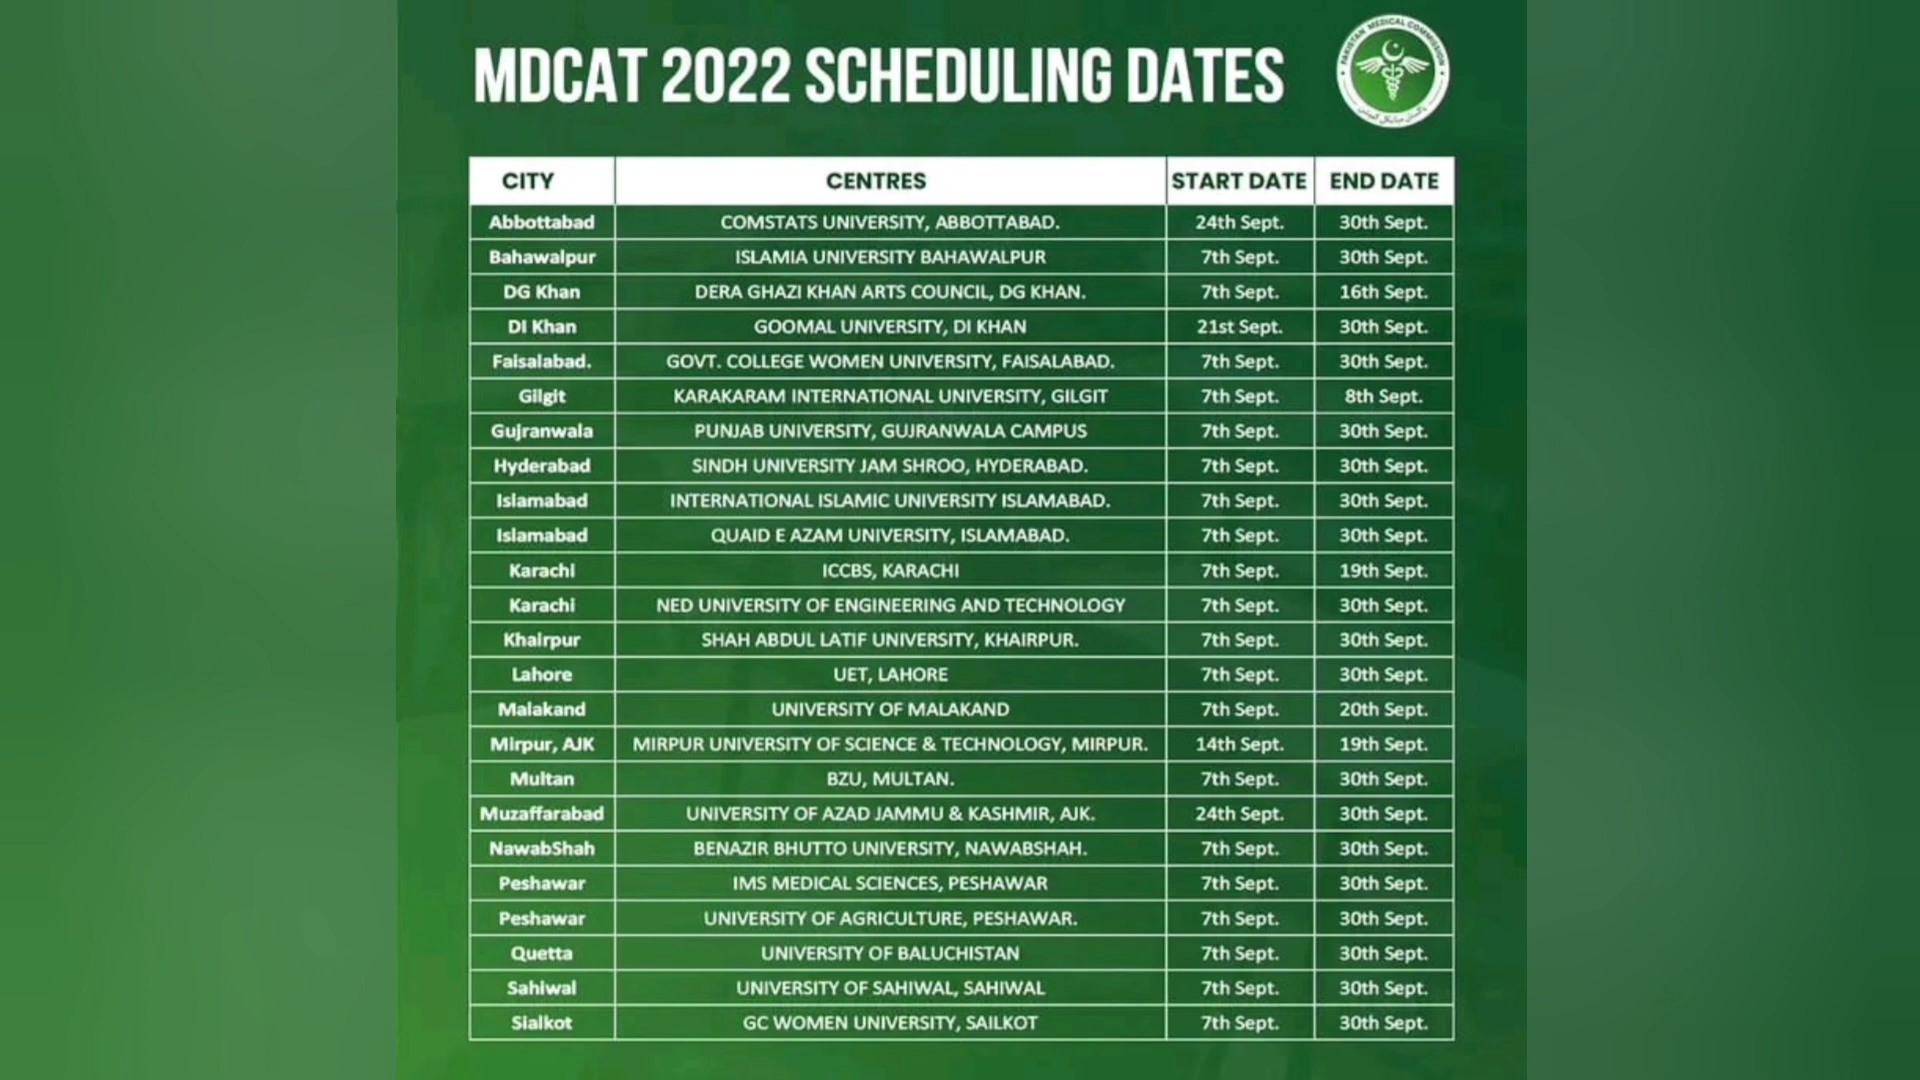 MDCAT 2022 SCHEDULING DATES
PAKISTAN MEDICAL COMMISSION
CITY CENTRES START DATE END DATE
Abbottabad COMSTATS UNIVERSITY, ABBOTTABAD. 24th Sept. 30th Sept.
Bahawalpur ISLAMIA UNIVERSITY BAHAWALPUR 7th Sept. 30th Sept.
DG Khan DERA GHAZI KHAN ARTS COUNCIL, DG KHAN. 7th Sept. 16th Sept.
DI Khan GOOMAL UNIVERSITY, DI KHAN 21st Sept. 30th Sept.
Faisalabad. GOVT. COLLEGE WOMEN UNIVERSITY, FAISALABAD. 7th Sept. 30th Sept.
Gilgit KARAKARAM INTERNATIONAL UNIVERSITY, GILGIT 7th Sept. 8th Sept.
Gujranwala PUNJAB UNIVERSITY, GUJRANWALA CAMPUS 7th Sept. 30th Sept.
Hyderabad SINDH UNIVERSITY JAM SHROO, HYDERABAD. 7th Sept. 30th Sept.
Islamabad INTERNATIONAL ISLAMIC UNIVERSITY ISLAMABAD. 7th Sept. 30th Sept.
Islamabad QUAID E AZAM UNIVERSITY, ISLAMABAD. 7th Sept. 30th Sept.
Karachi ICCBS, KARACHI 7th Sept. 19th Sept.
Karachi NED UNIVERSITY OF ENGINEERING AND TECHNOLOGY 7th Sept. 30th Sept.
Khairpur SHAH ABDUL LATIF UNIVERSITY, KHAIRPUR. 7th Sept. 30th Sept.
Lahore UET, LAHORE 7th Sept. 30th Sept.
Malakand UNIVERSITY OF MALAKAND 7th Sept. 20th Sept.
Mirpur, AJK MIRPUR UNIVERSITY OF SCIENCE & TECHNOLOGY, MIRPUR. 14th Sept. 19th Sept.
Multan BZU, MULTAN. 7th Sept. 30th Sept.
Muzaffarabad UNIVERSITY OF AZAD JAMMU & KASHMIR, AJK. 24th Sept. 30th Sept.
NawabShah BENAZIR BHUTTO UNIVERSITY, NAWABSHAH. 7th Sept. 30th Sept.
Peshawar IMS MEDICAL SCIENCES, PESHAWAR 7th Sept. 30th Sept.
Peshawar UNIVERSITY OF AGRICULTURE, PESHAWAR. 7th Sept. 30th Sept.
Quetta UNIVERSITY OF BALUCHISTAN 7th Sept. 30th Sept.
Sahiwal UNIVERSITY OF SAHIWAL, SAHIWAL 7th Sept. 30th Sept.
Sialkot GC WOMEN UNIVERSITY, SAILKOT 7th Sept. 30th Sept.